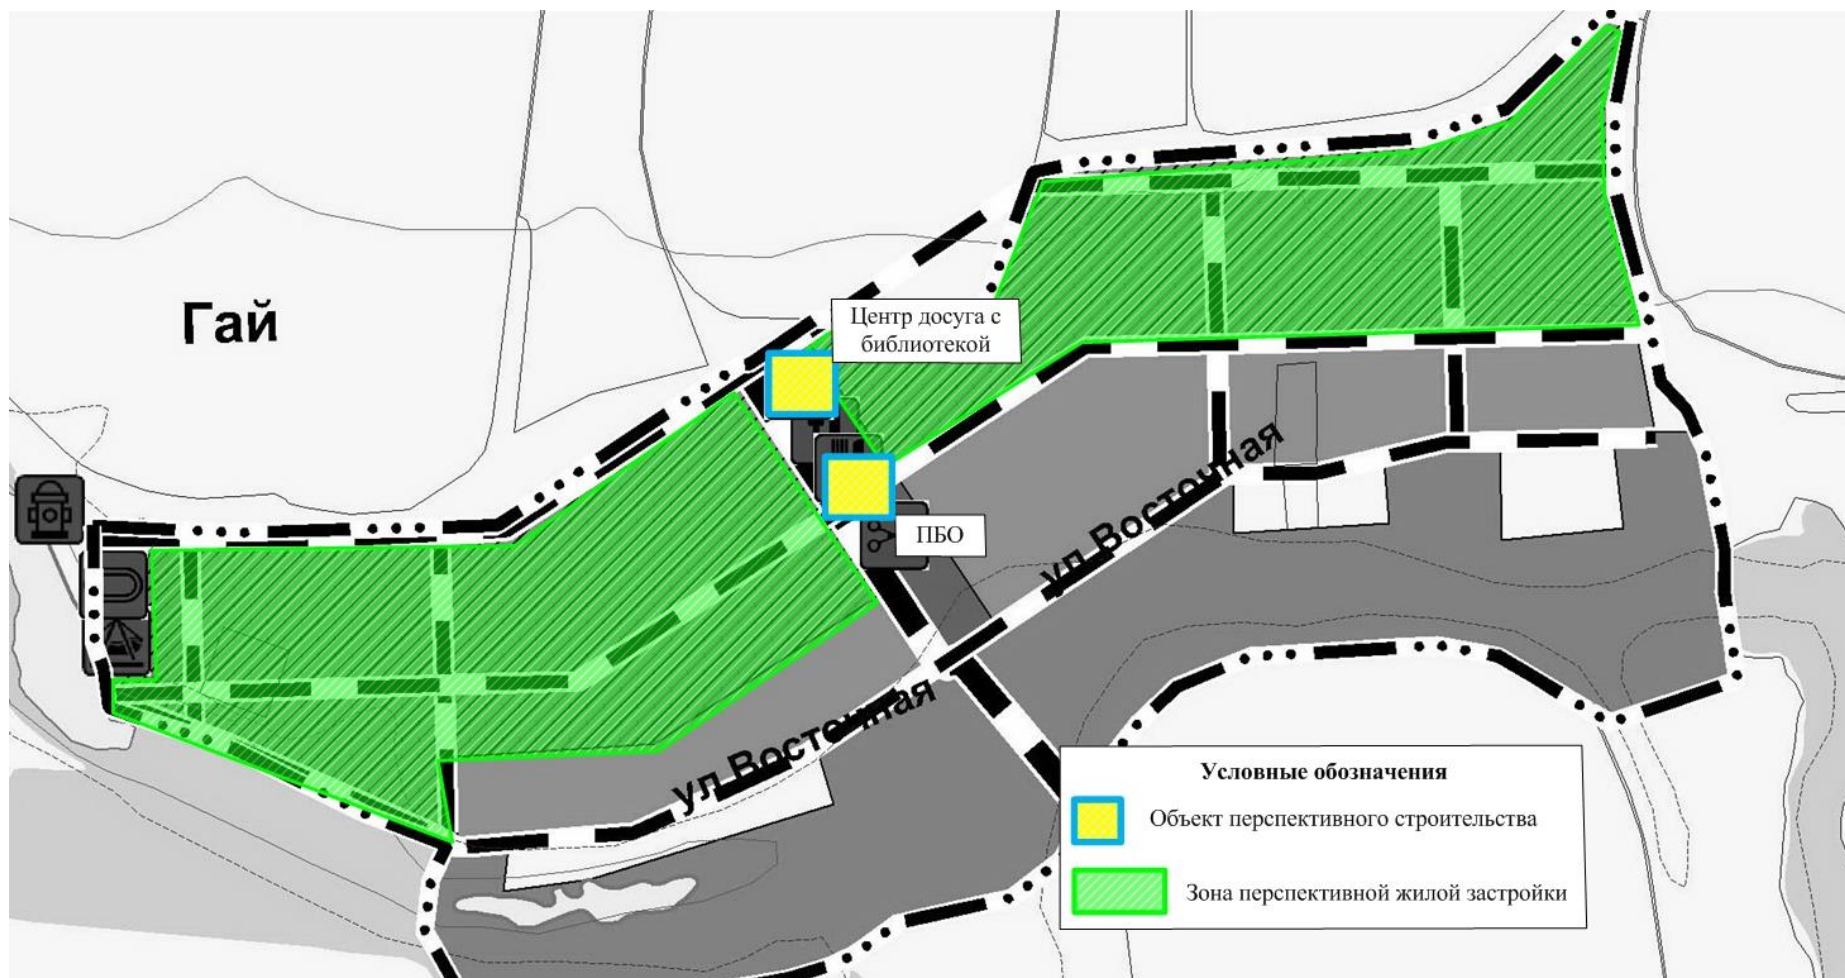 Гай
Центр досуга с
библиотекой
ПБО
ул Восточная
ул Восточная
Условные обозначения
Объект перспективного строительства
Зона перспективной жилой застройки